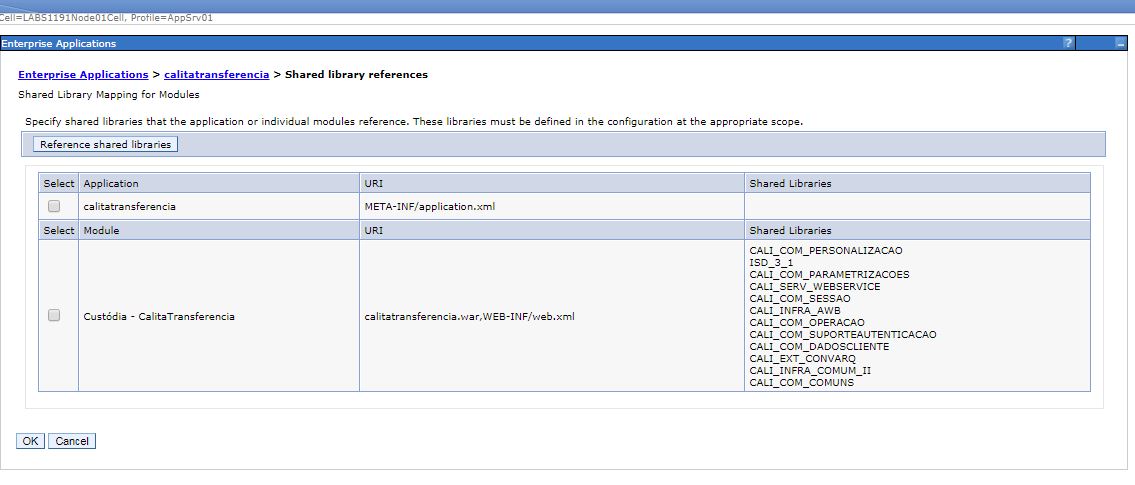 Cell=LABS1191Node01Cell, Profile=AppSrv01
Enterprise Applications ? –
Enterprise Applications > calitatransferencia > Shared library references
Shared Library Mapping for Modules
Specify shared libraries that the application or individual modules reference. These libraries must be defined in the configuration at the appropriate scope.
Reference shared libraries
Select Application URI Shared Libraries
calitatransferencia META-INF/application.xml
Select Module URI Shared Libraries
Custódia - CalitaTransferencia calitatransferencia.war,WEB-INF/web.xml
CALI_COM_PERSONALIZACAO
ISD_3_1
CALI_COM_PARAMETRIZACOES
CALI_SERV_WEBSERVICE
CALI_COM_SESSAO
CALI_INFRA_AWB
CALI_COM_OPERACAO
CALI_COM_SUPORTEAUTENTICACAO
CALI_COM_DADOSCLIENTE
CALI_EXT_CONVARQ
CALI_INFRA_COMUM_II
CALI_COM_COMUNS
OK Cancel